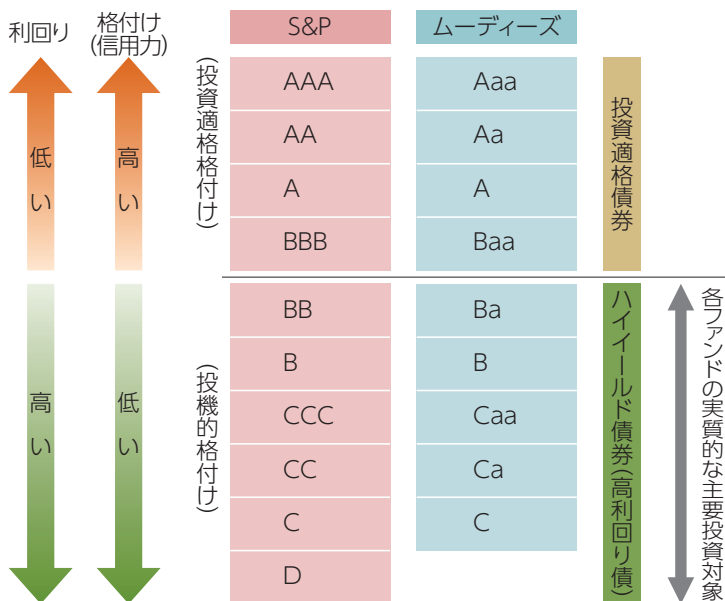 利回り
格付け
(信用力)
S&P
ムーディーズ
低い
高い
(投資適格格付け)
AAA
Aaa
AA
Aa
A
A
BBB
Baa
投資適格債券
高い
低い
(投機的格付け)
BB
Ba
B
B
CCC
Caa
CC
Ca
C
C
D
ハイイールド債券(高利回り債)
各ファンドの実質的な主要投資対象